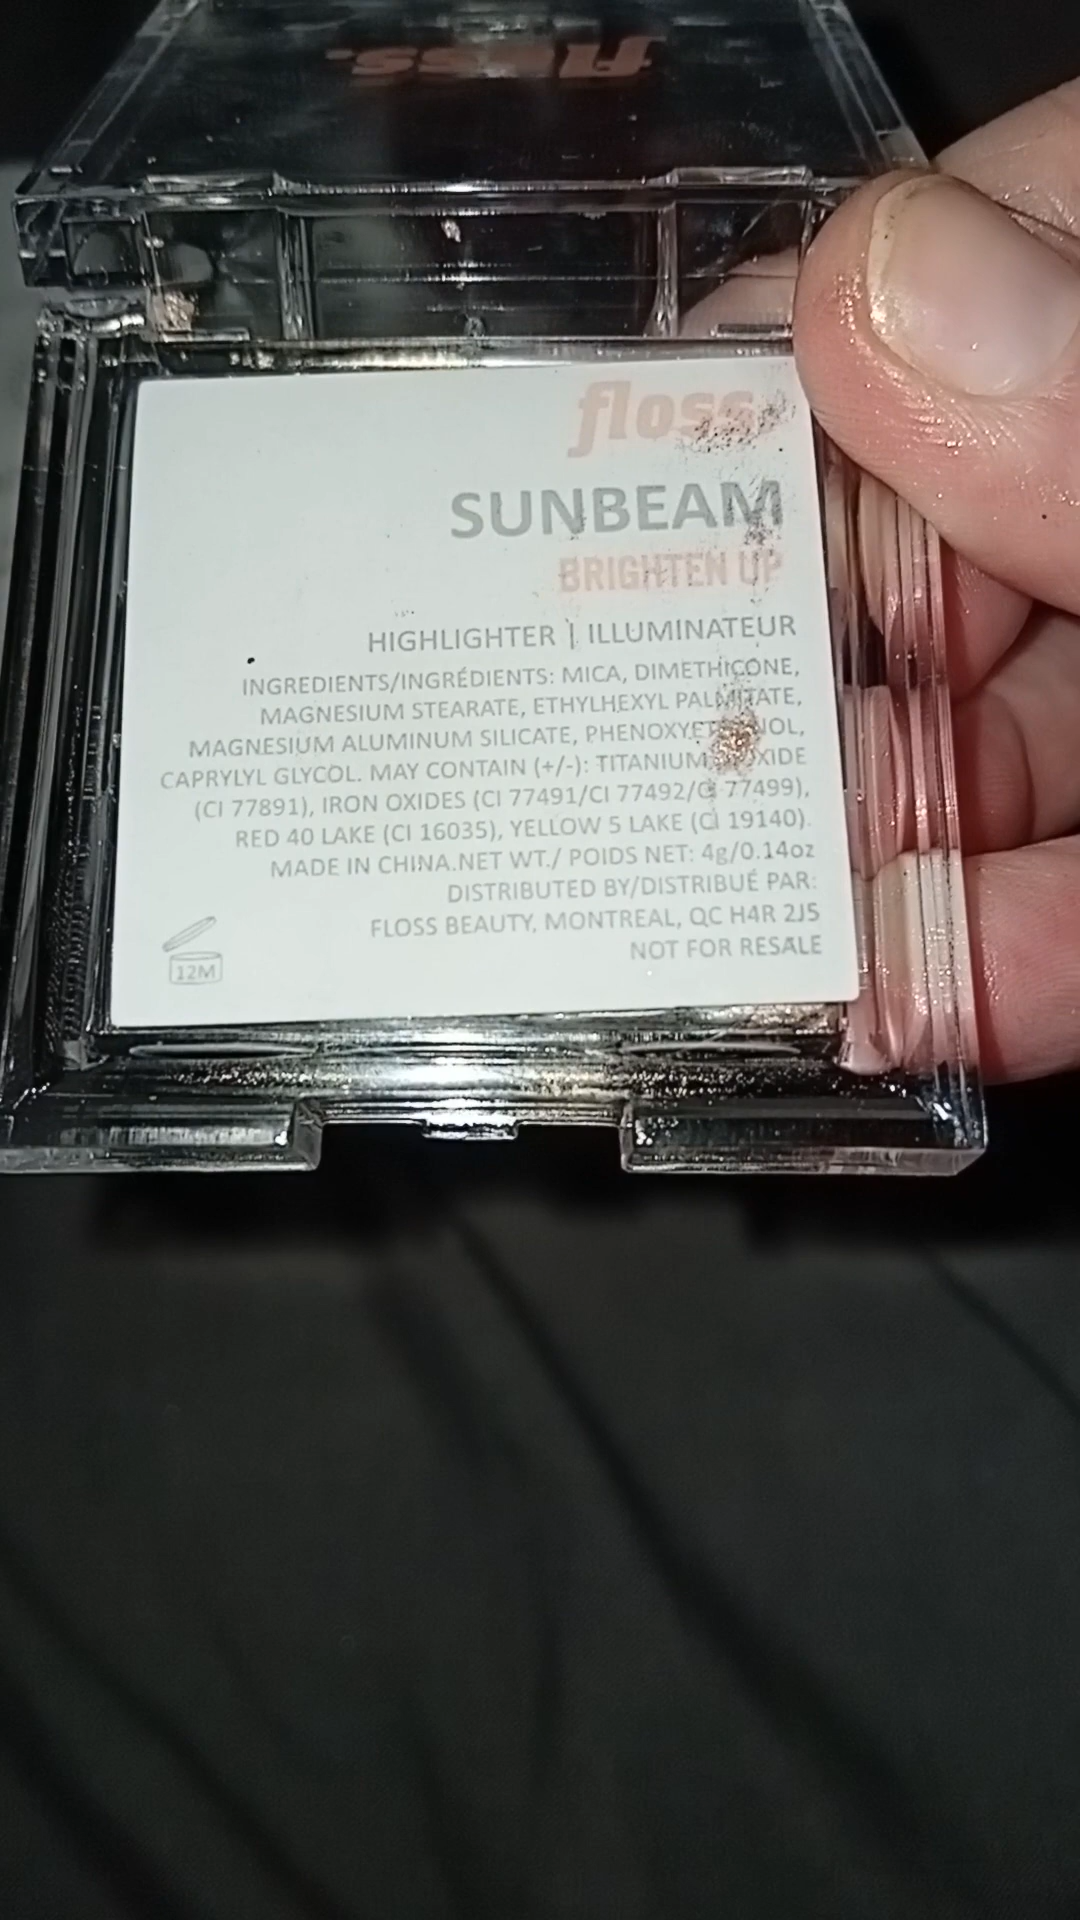 floss.
floss.
SUNBEAM
BRIGHTEN UP
HIGHLIGHTER | ILLUMINATEUR
INGREDIENTS/INGRÉDIENTS: MICA, DIMETHICONE,
MAGNESIUM STEARATE, ETHYLHEXYL PALMITATE,
MAGNESIUM ALUMINUM SILICATE, PHENOXYETHANOL,
CAPRYLYL GLYCOL. MAY CONTAIN (+/-): TITANIUM DIOXIDE
(CI 77891), IRON OXIDES (CI 77491/CI 77492/CI 77499),
RED 40 LAKE (CI 16035), YELLOW 5 LAKE (CI 19140).
MADE IN CHINA.NET WT./ POIDS NET: 4g/0.14oz
DISTRIBUTED BY/DISTRIBUÉ PAR:
FLOSS BEAUTY, MONTREAL, QC H4R 2J5
NOT FOR RESALE
12M